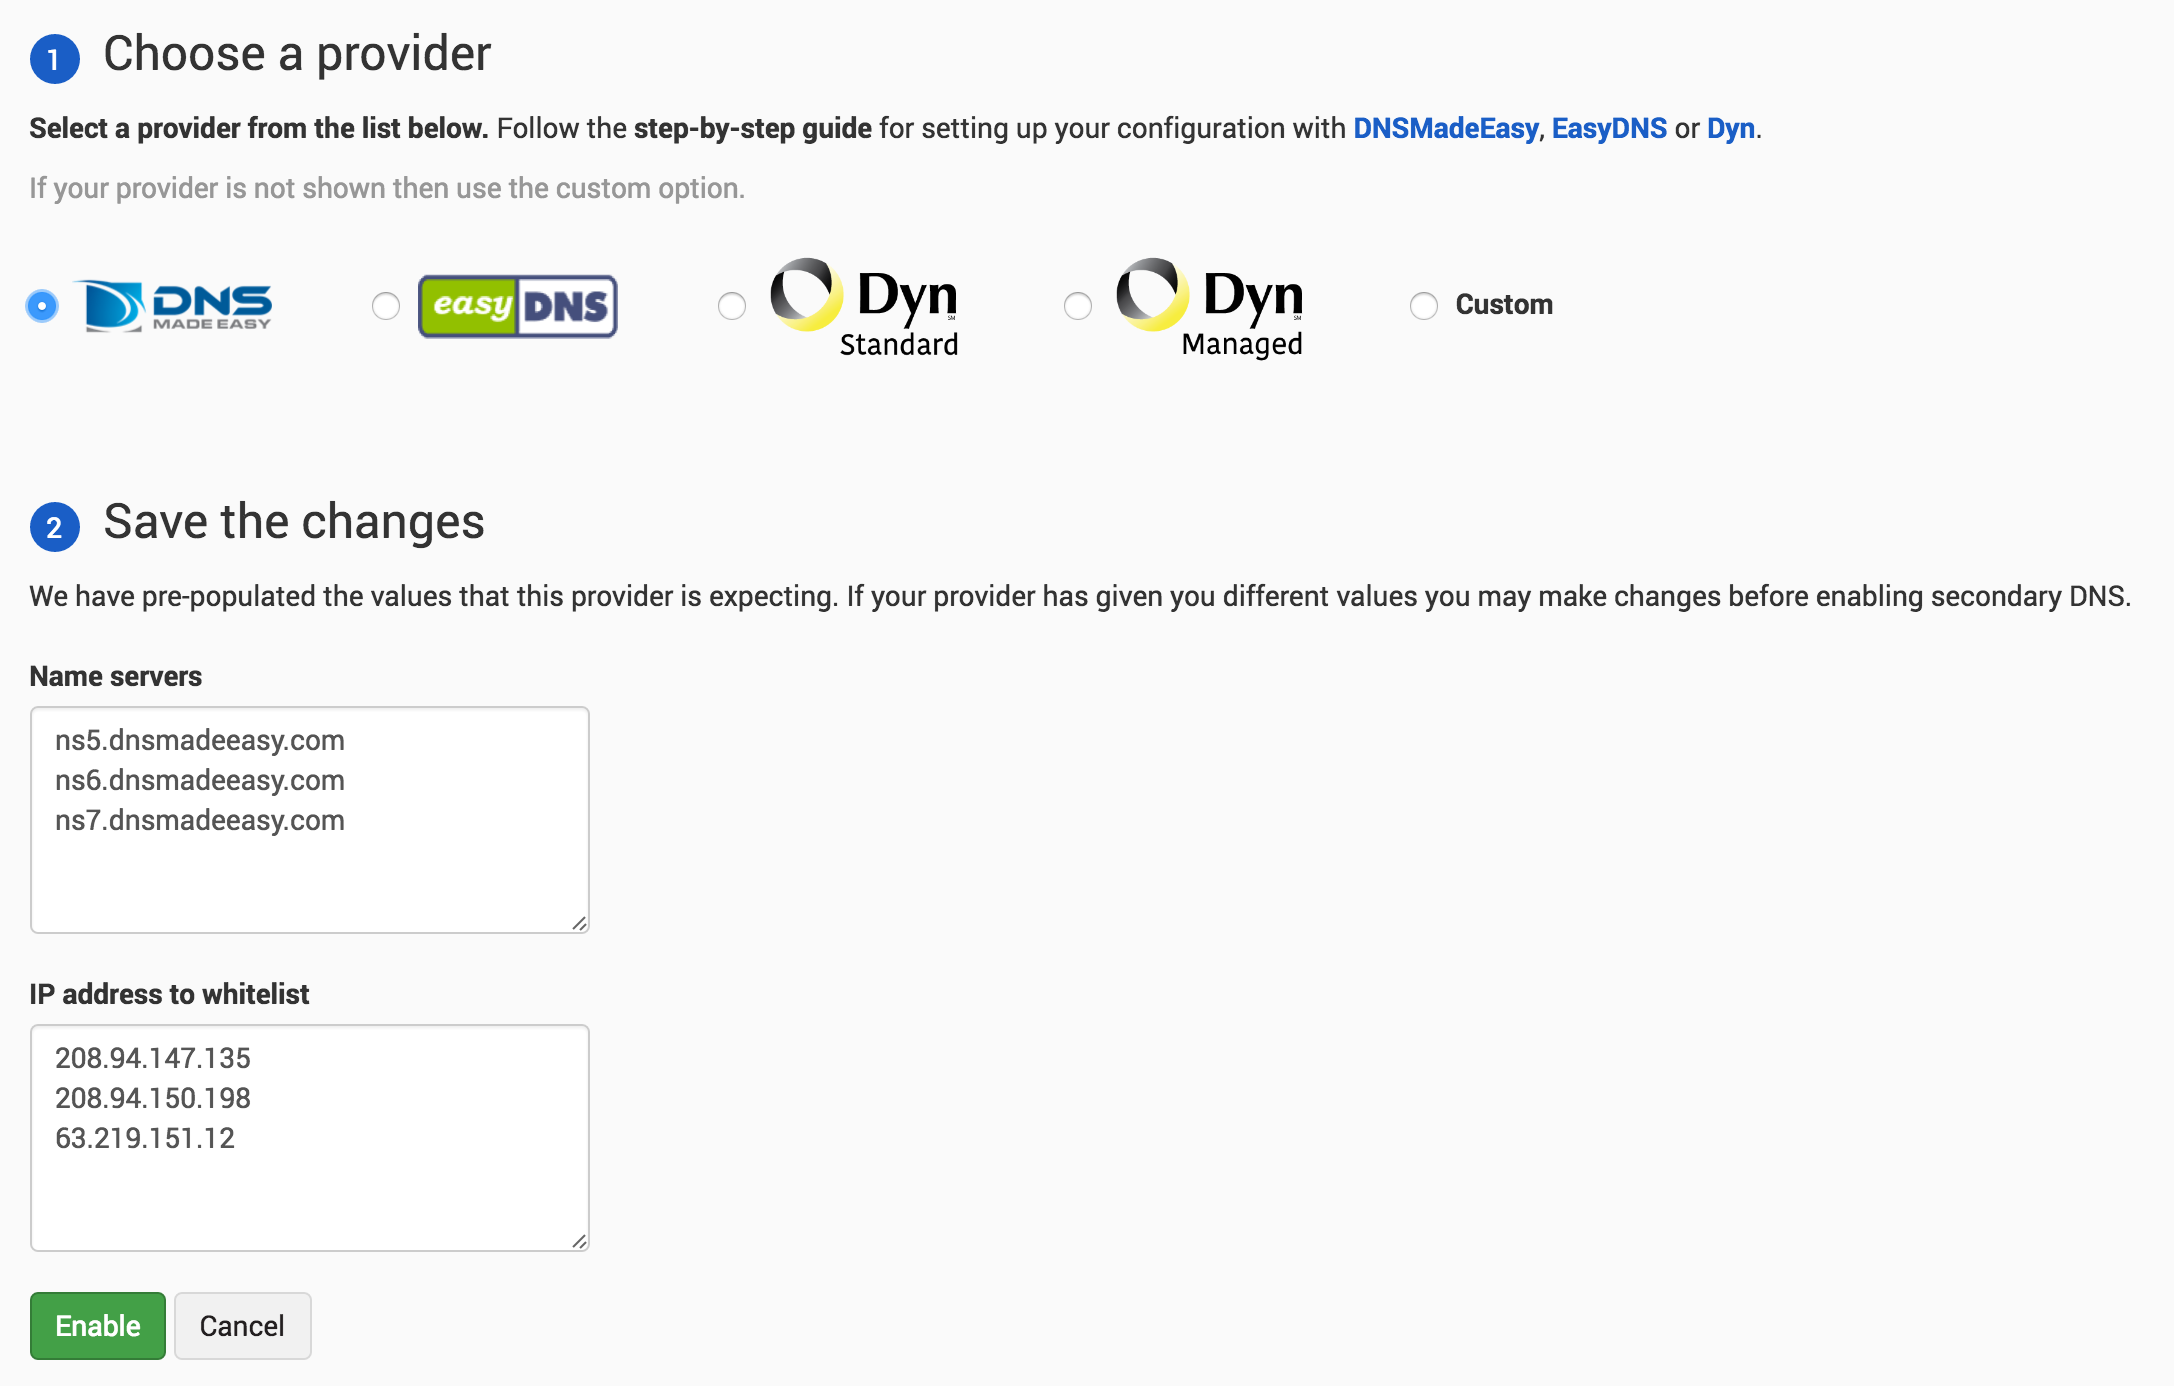 1 Choose a provider
Select a provider from the list below. Follow the step-by-step guide for setting up your configuration with DNSMadeEasy, EasyDNS or Dyn.
If your provider is not shown then use the custom option.
DNS
MADE EASY
easyDNS
Dyn
SM
Standard
Dyn
SM
Managed
Custom
2 Save the changes
We have pre-populated the values that this provider is expecting. If your provider has given you different values you may make changes before enabling secondary DNS.
Name servers
ns5.dnsmadeeasy.com
ns6.dnsmadeeasy.com
ns7.dnsmadeeasy.com
IP address to whitelist
208.94.147.135
208.94.150.198
63.219.151.12
Enable Cancel